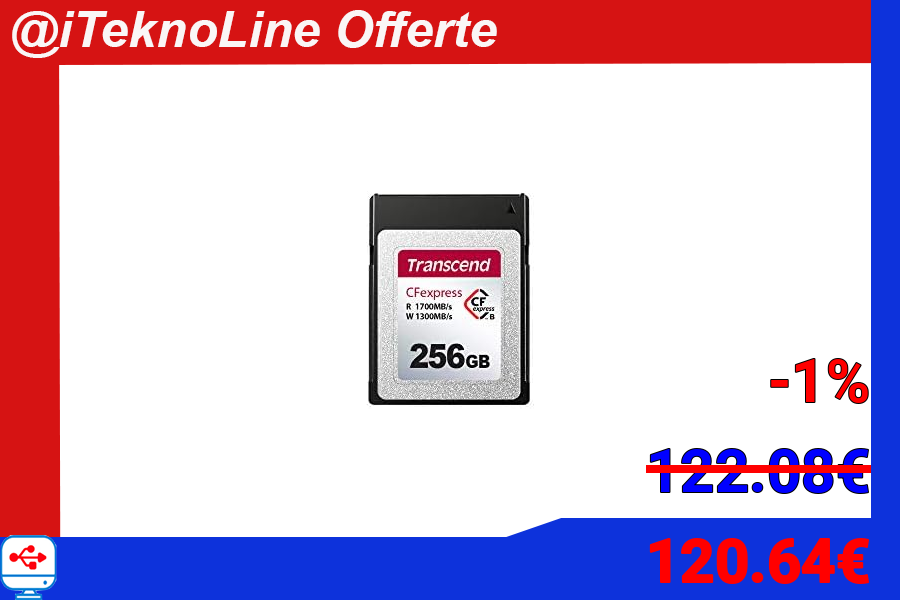 @iTeknoLine Offerte
Transcend
CFexpress
R 1700MB/s
W 1300MB/s
CF
express
B
256GB
-1%
122.08€
120.64€